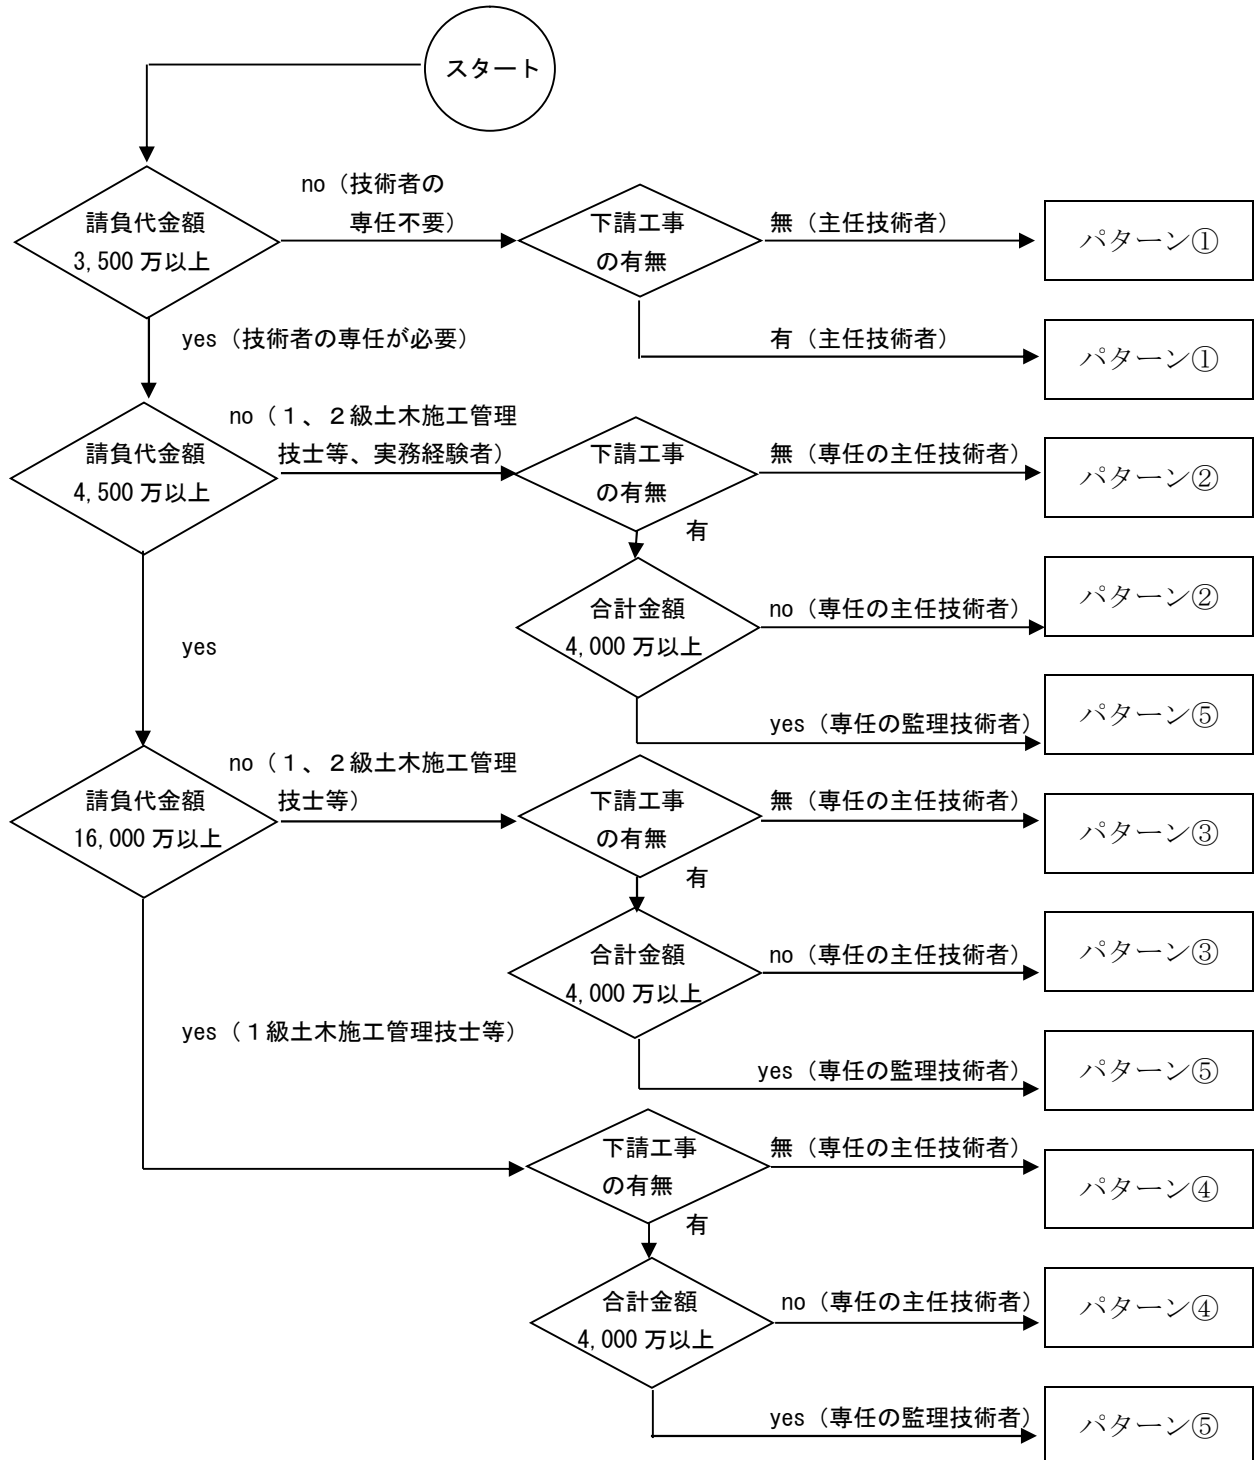 スタート
no（技術者の
専任不要）
請負代金額
3,500 万以上
下請工事
の有無
無（主任技術者）
パターン①
有（主任技術者）
パターン①
yes（技術者の専任が必要）
no（１、２級土木施工管理
技士等、実務経験者）
請負代金額
4,500 万以上
下請工事
の有無
無（専任の主任技術者）
パターン②
有
合計金額
4,000 万以上
no（専任の主任技術者）
パターン②
yes
yes（専任の監理技術者）
パターン⑤
no（１、２級土木施工管理
技士等）
請負代金額
16,000 万以上
下請工事
の有無
無（専任の主任技術者）
パターン③
有
合計金額
4,000 万以上
no（専任の主任技術者）
パターン③
yes（１級土木施工管理技士等）
yes（専任の監理技術者）
パターン⑤
下請工事
の有無
無（専任の主任技術者）
パターン④
有
合計金額
4,000 万以上
no（専任の主任技術者）
パターン④
yes（専任の監理技術者）
パターン⑤